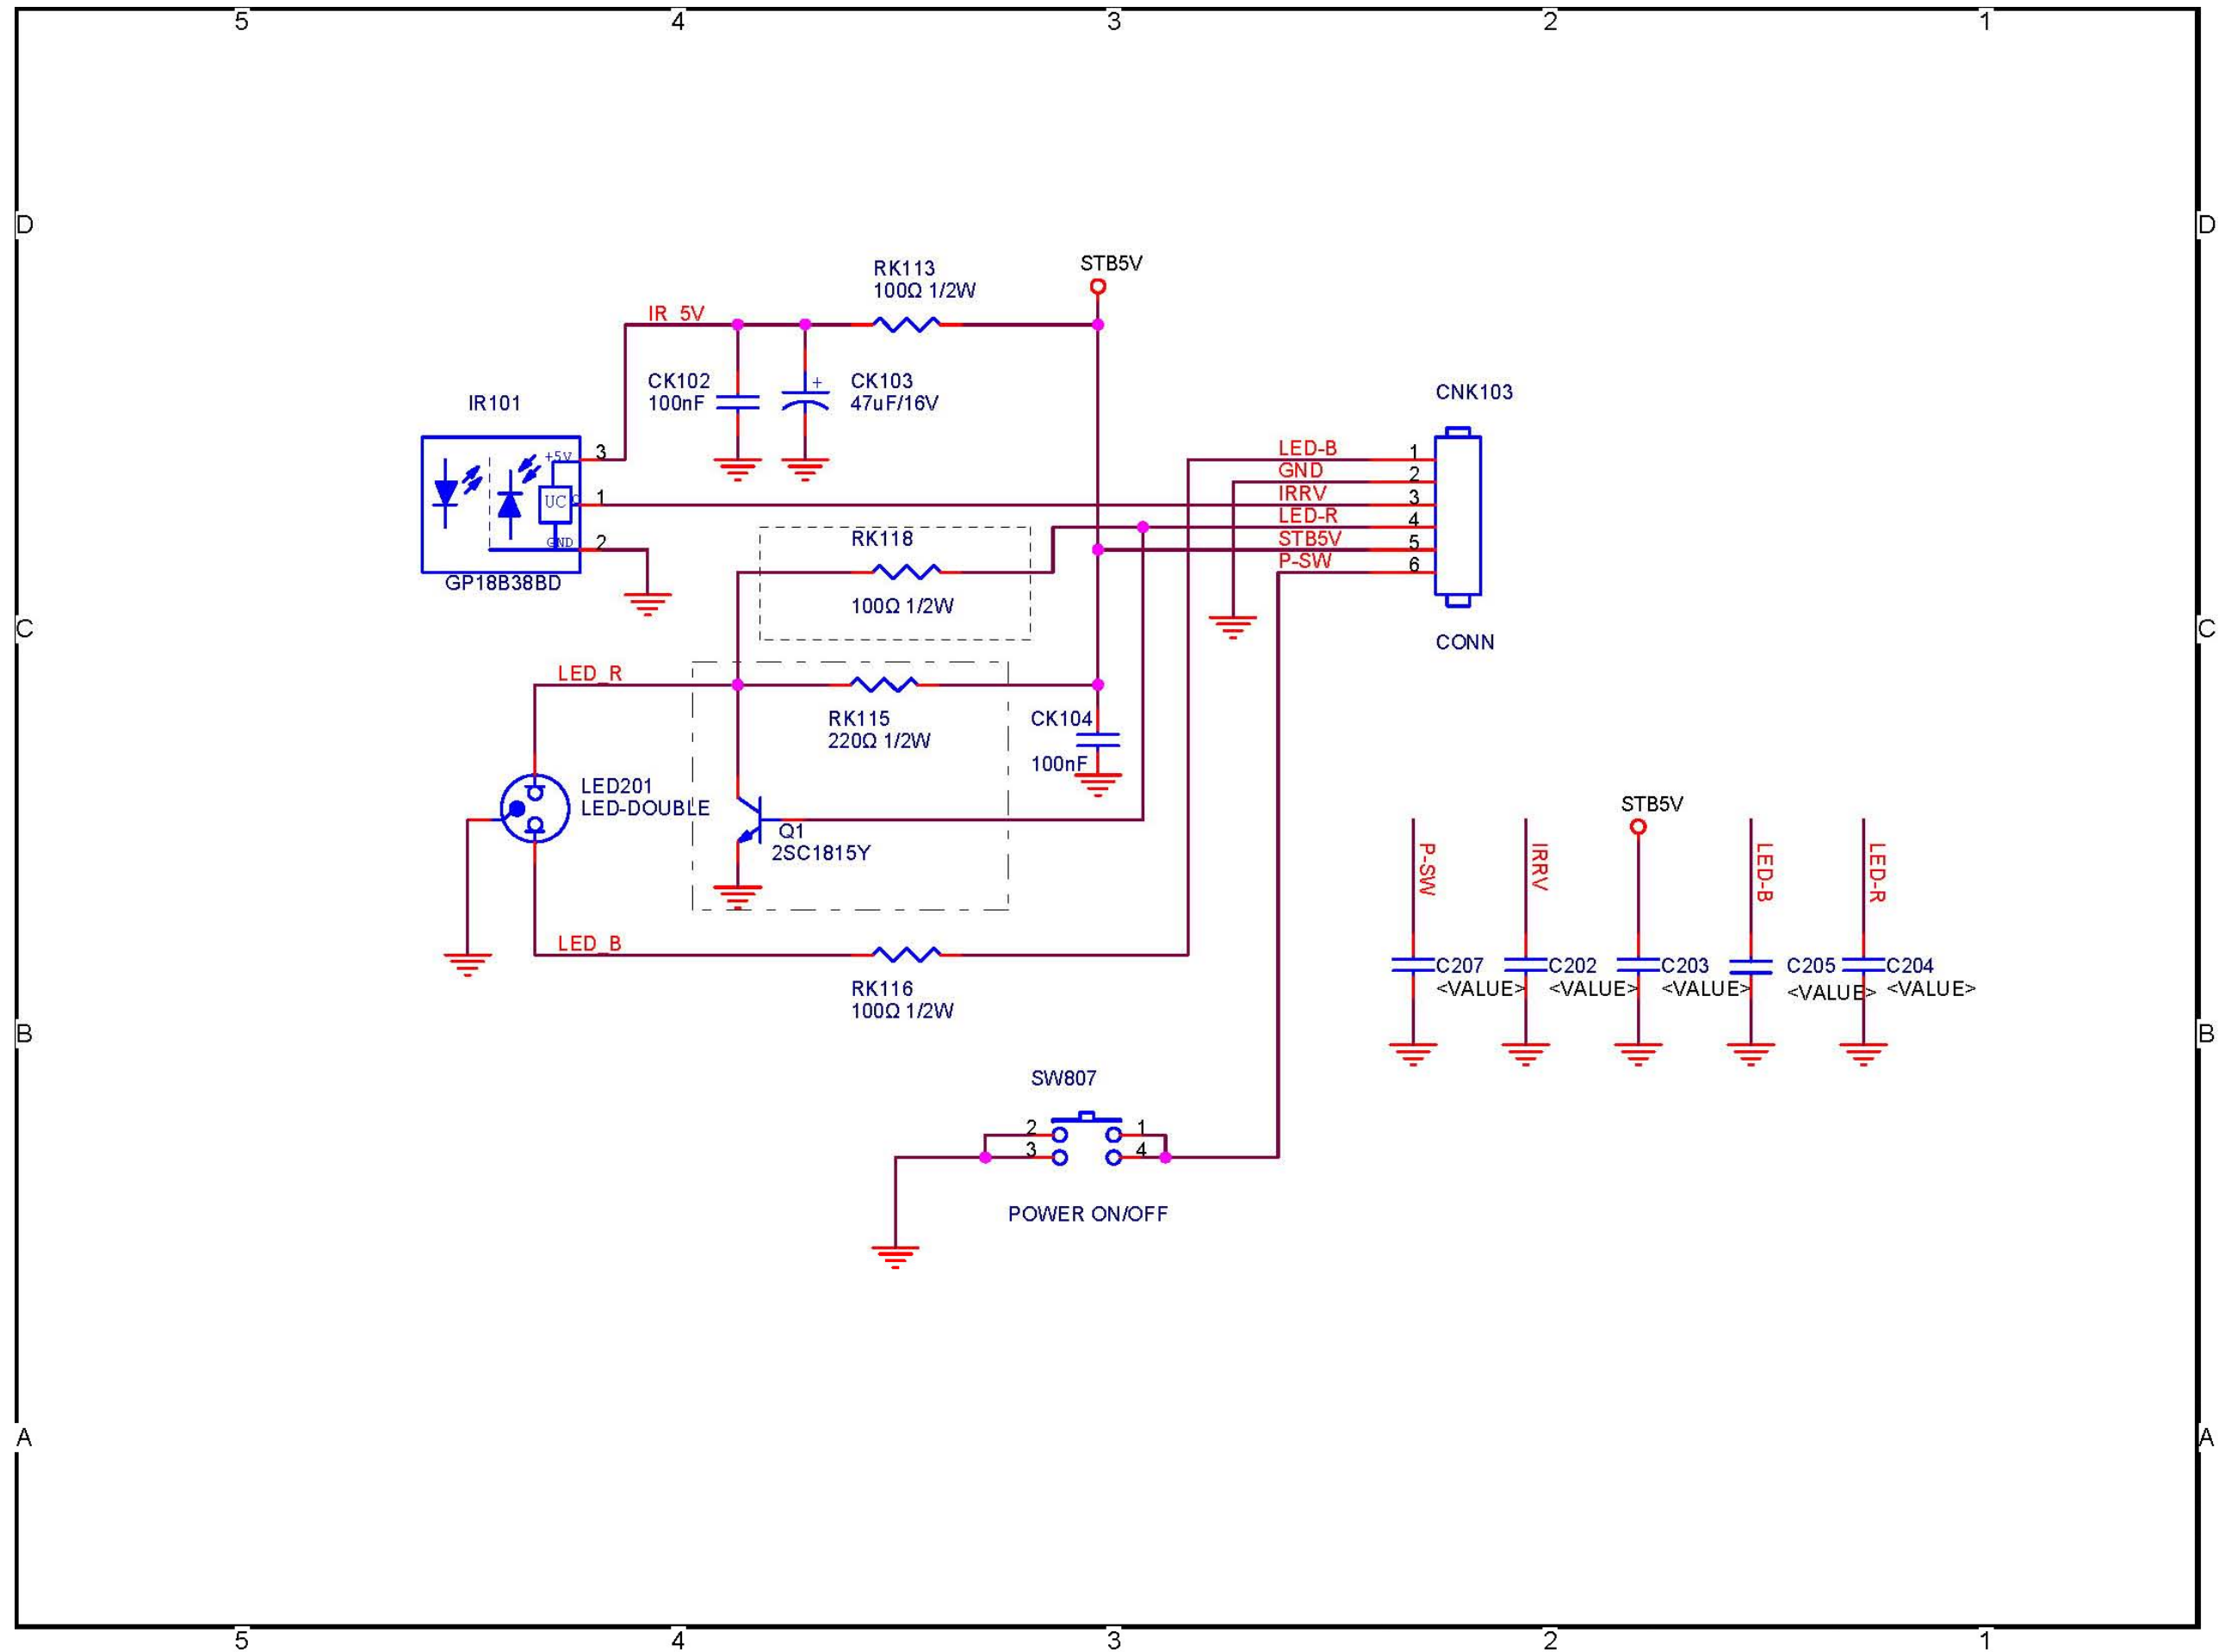 5 4 3 2 1
D D
RK113
100Ω 1/2W
STB5V
IR_5V
CK102
100nF
+
CK103
47uF/16V
IR101
CNK103
+5V
3
UC
O
1
GND
2
GP18B38BD
LED-B 1
GND 2
IRRV 3
LED-R 4
STB5V 5
P-SW 6
RK118
100Ω 1/2W
C C
CONN
LED_R
RK115
220Ω 1/2W
CK104
100nF
LED201
LED-DOUBLE
Q1
2SC1815Y
STB5V
P-SW
IRRV
LED-B
LED-R
LED_B
RK116
100Ω 1/2W
C207
<VALUE>
C202
<VALUE>
C203
<VALUE>
C205
<VALUE>
C204
<VALUE>
B B
SW807
2 1
3 4
POWER ON/OFF
A A
5 4 3 2 1